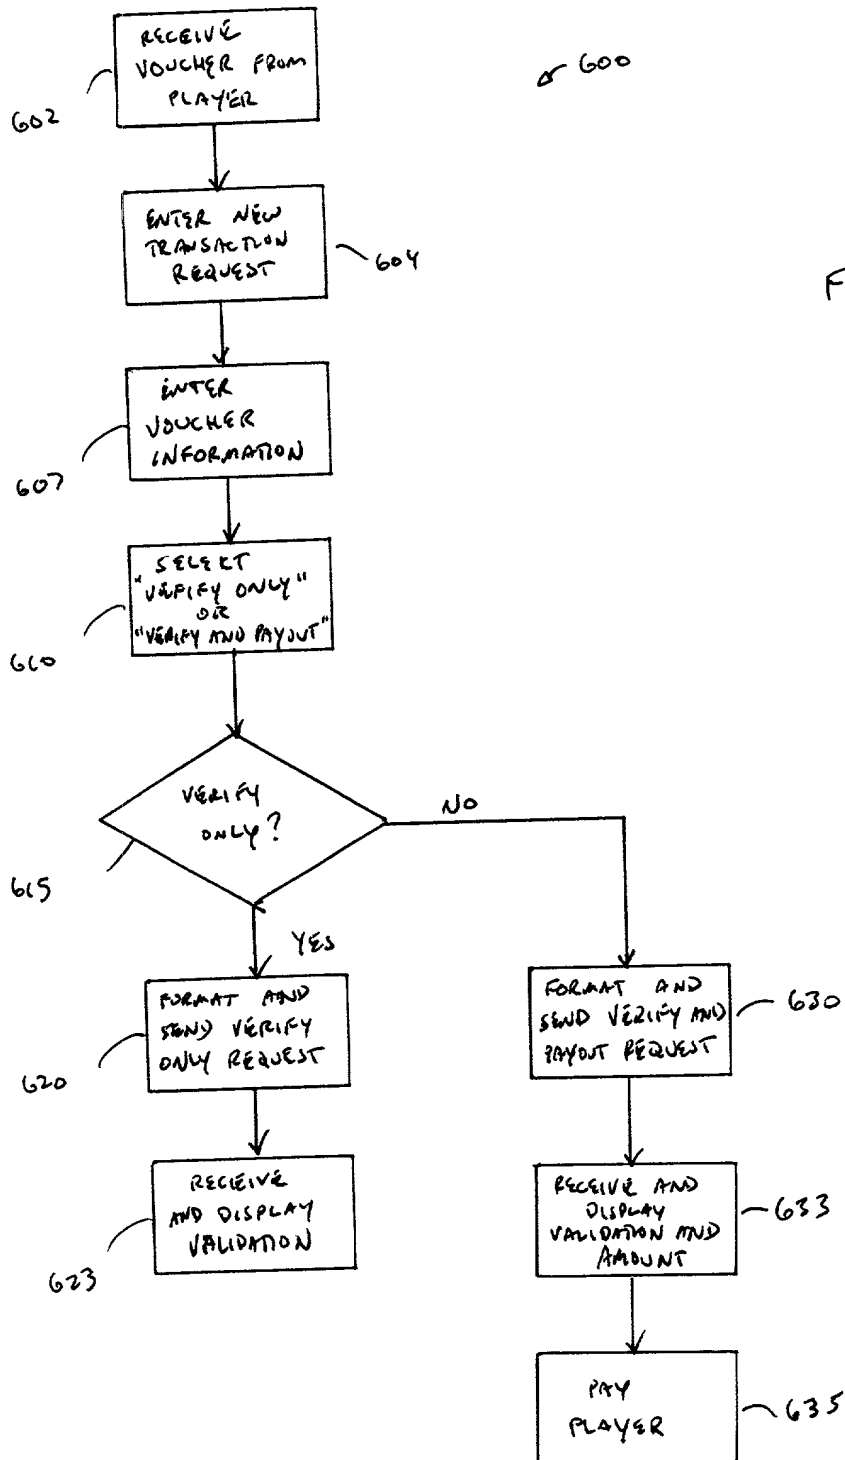 RECEIVE
VOUCHER FROM
PLAYER
602
600
ENTER NEW
TRANSACTION
REQUEST
604
F
ENTER
VOUCHER
INFORMATION
607
SELECT
"VERIFY ONLY"
OR
"VERIFY AND PAYOUT"
610
VERIFY
ONLY?
NO
615
YES
FORMAT AND
SEND VERIFY
ONLY REQUEST
620
FORMAT AND
SEND VERIFY AND
PAYOUT REQUEST
630
RECEIVE
AND DISPLAY
VALIDATION
623
RECEIVE AND
DISPLAY
VALIDATION AND
AMOUNT
633
PAY
PLAYER
635